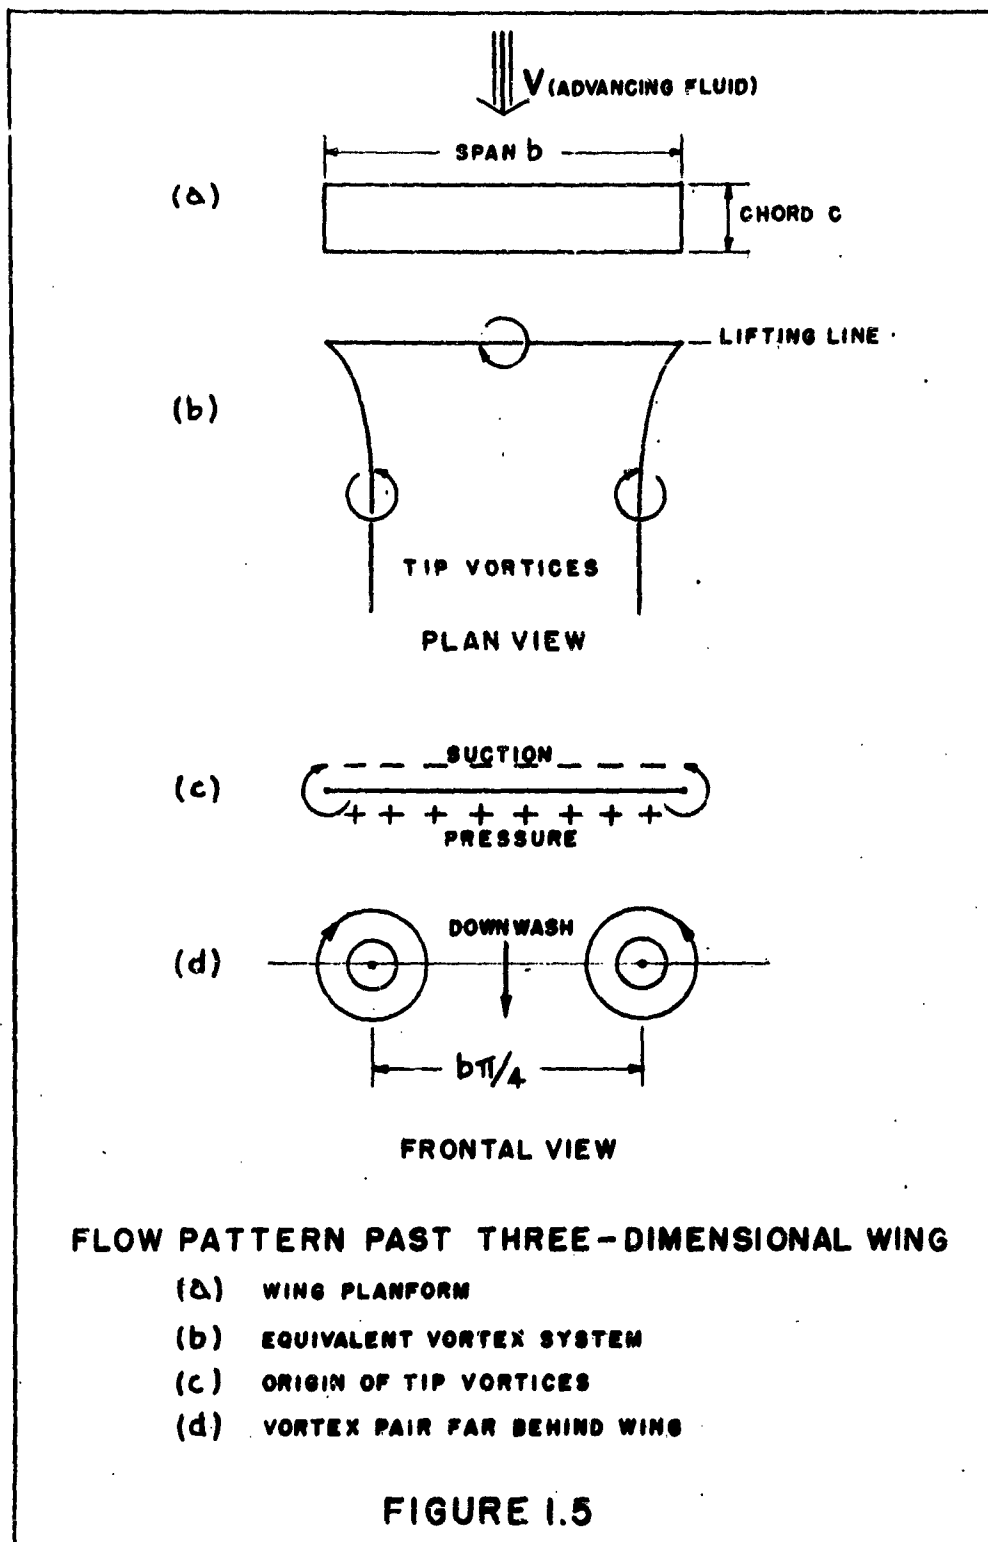 V (ADVANCING FLUID)
SPAN b
(a)
CHORD C
LIFTING LINE
(b)
TIP VORTICES
PLAN VIEW
SUCTION
(c)
+ + + + + + + +
PRESSURE
DOWNWASH
(d)
bπ/4
FRONTAL VIEW
FLOW PATTERN PAST THREE-DIMENSIONAL WING
(a) WING PLANFORM
(b) EQUIVALENT VORTEX SYSTEM
(c) ORIGIN OF TIP VORTICES
(d) VORTEX PAIR FAR BEHIND WING
FIGURE 1.5